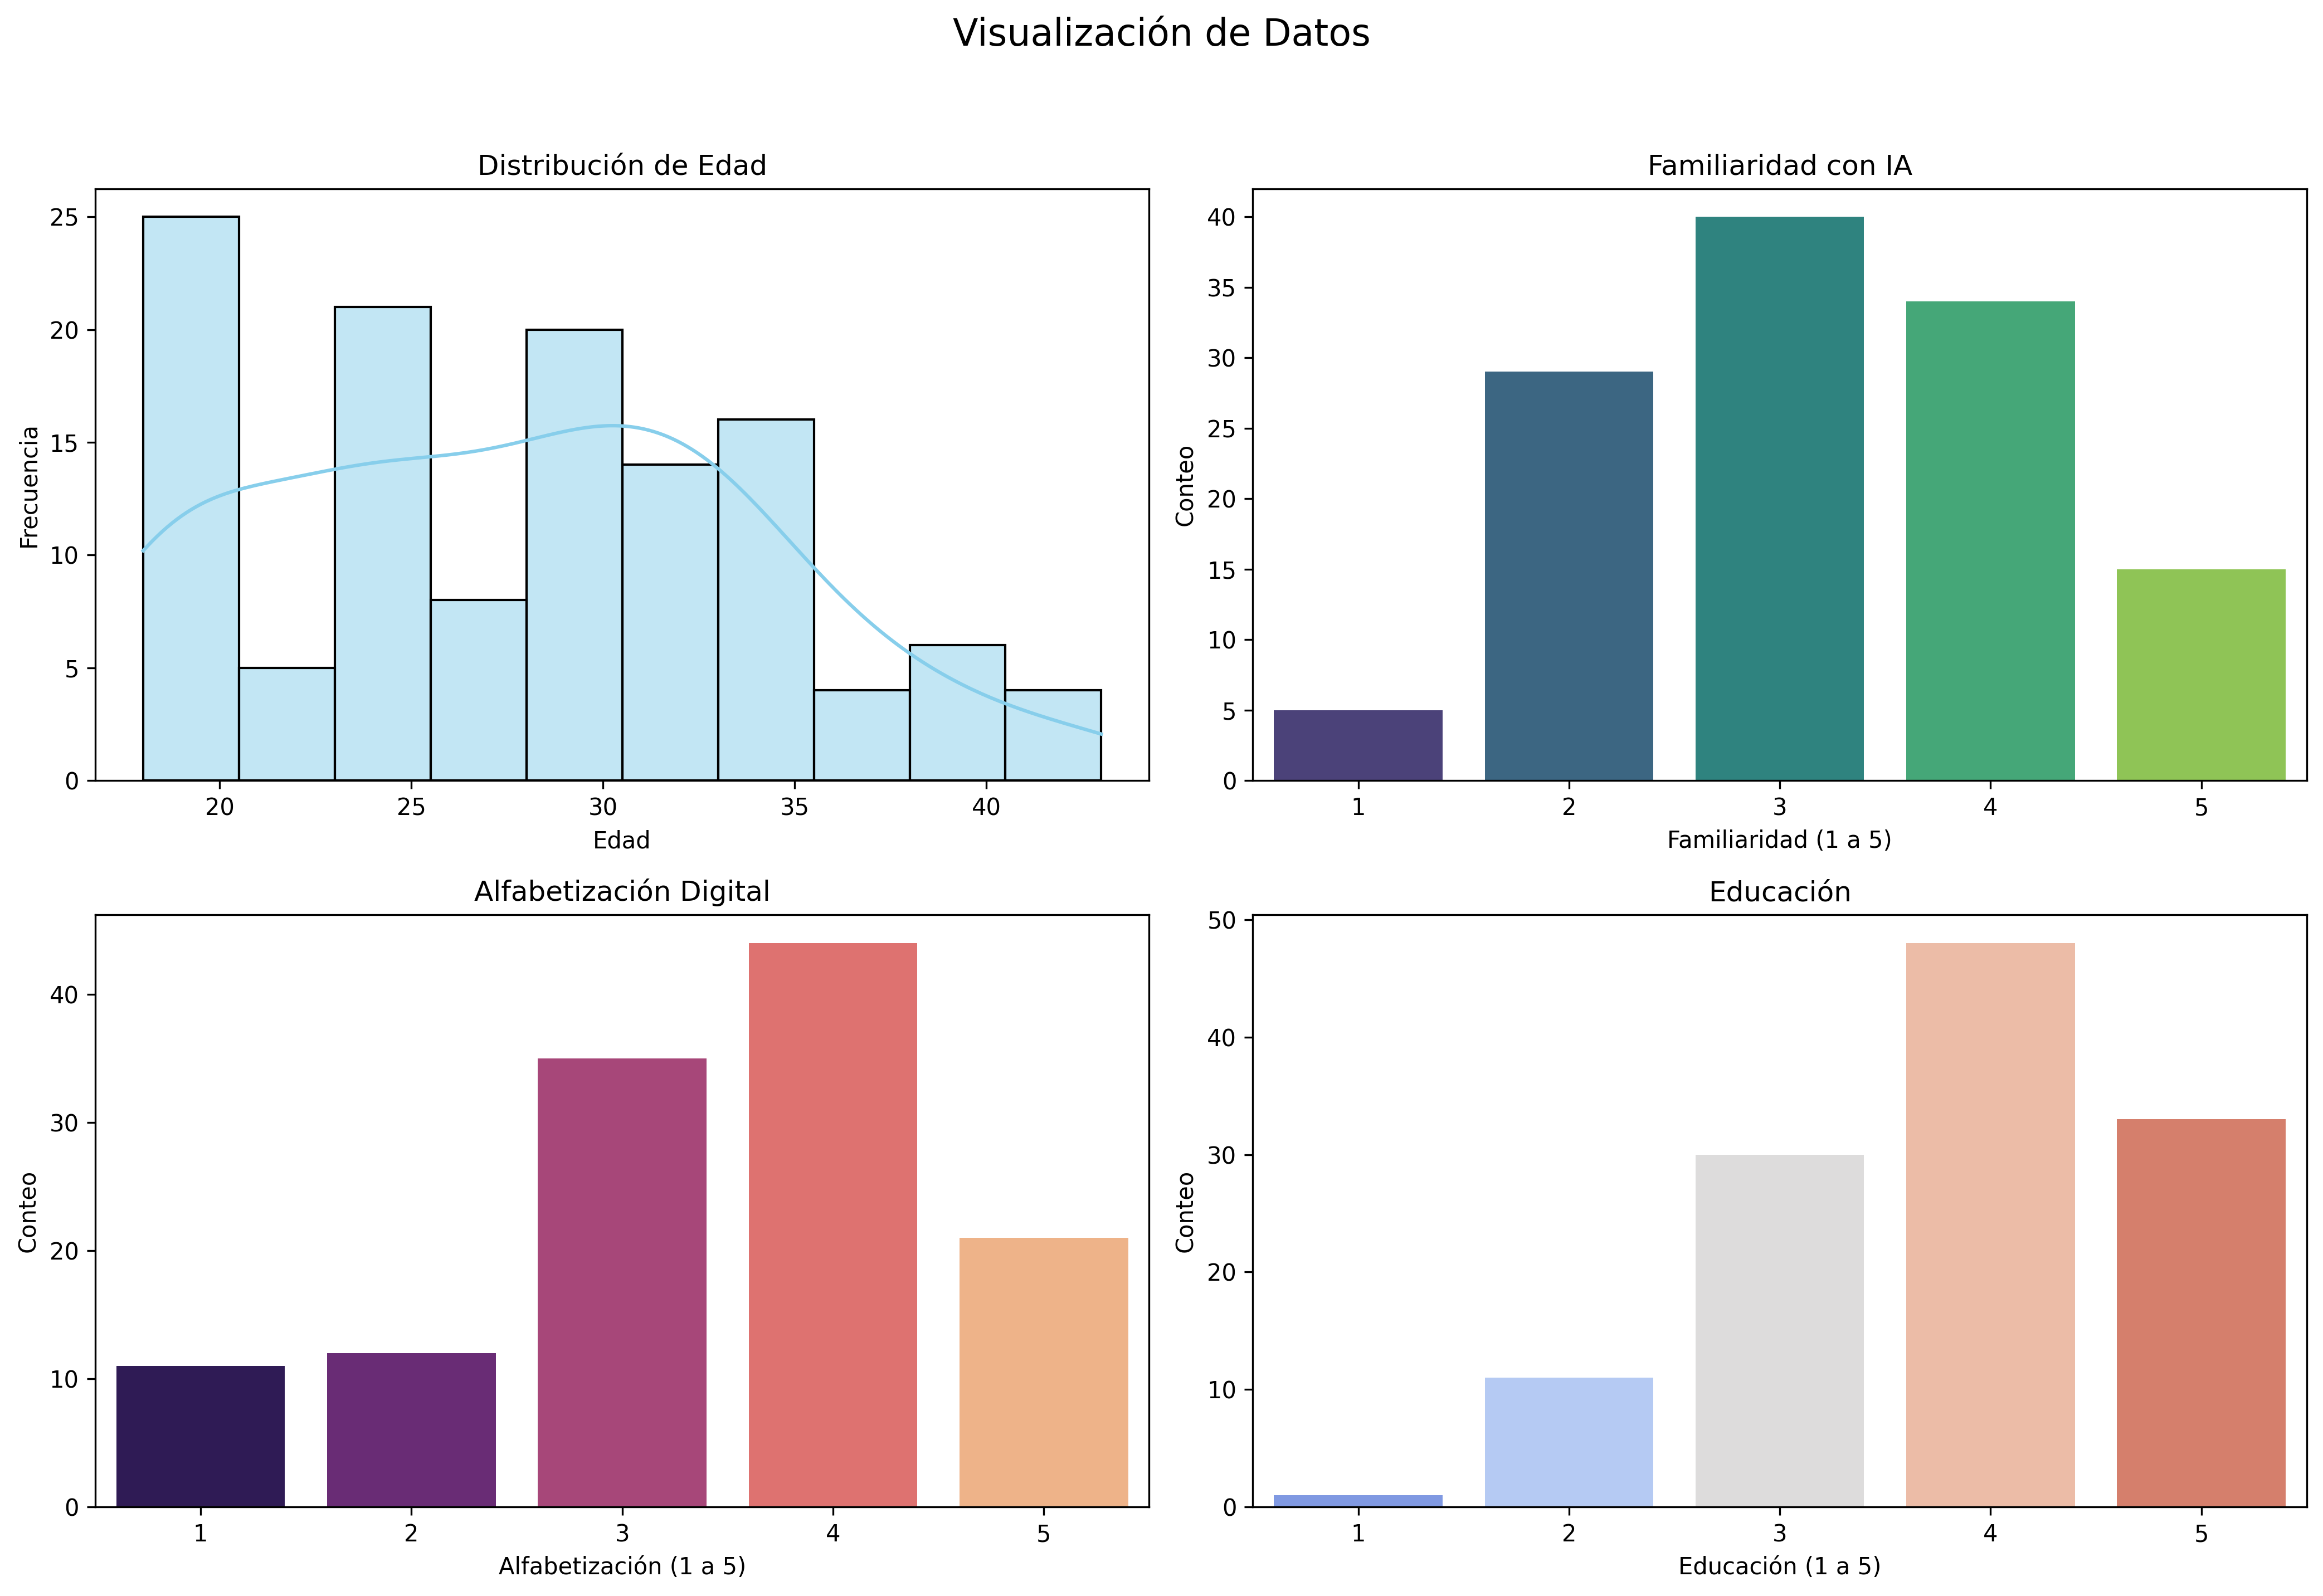 Visualización de Datos
Distribución de Edad
Frecuencia
25
20
15
10
5
0
20 25 30 35 40
Edad
Familiaridad con IA
Conteo
40
35
30
25
20
15
10
5
0
1 2 3 4 5
Familiaridad (1 a 5)
Alfabetización Digital
Conteo
40
30
20
10
0
1 2 3 4 5
Alfabetización (1 a 5)
Educación
Conteo
50
40
30
20
10
0
1 2 3 4 5
Educación (1 a 5)